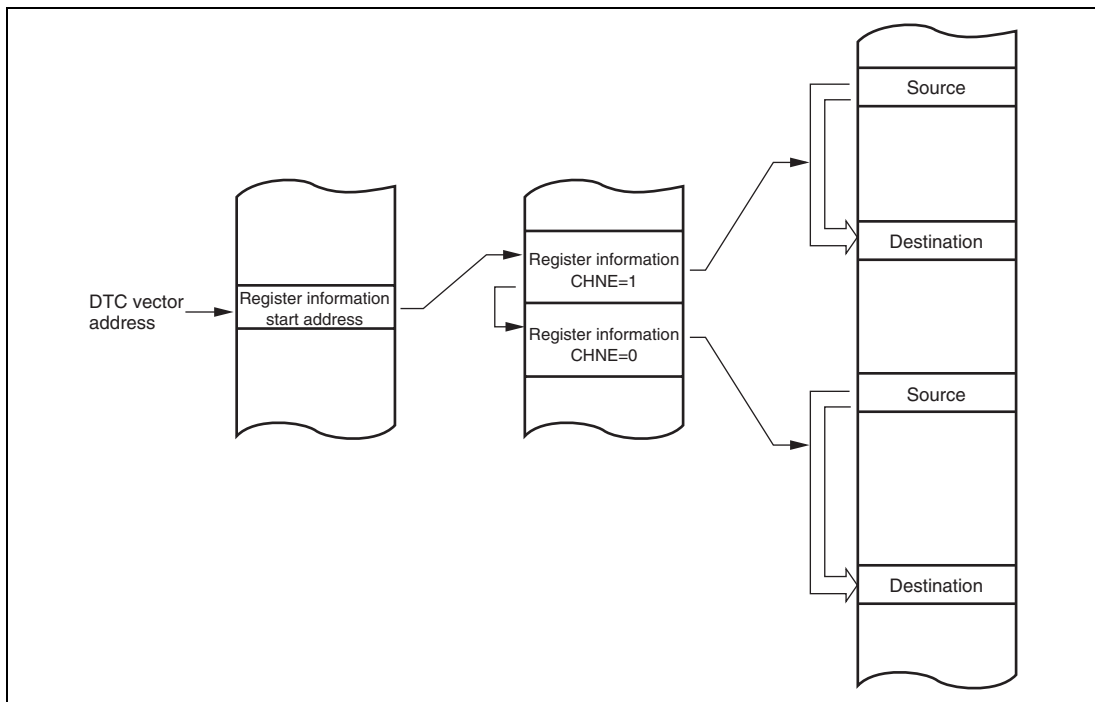 DTC vector
address
Register information
start address
Register information
CHNE=1
Register information
CHNE=0
Source
Destination
Source
Destination